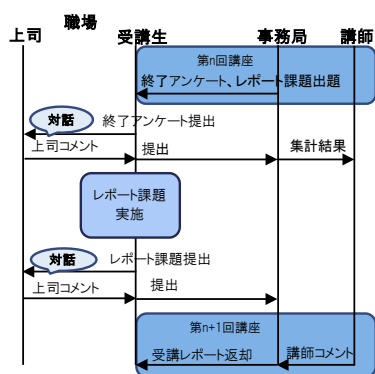 職場
上司 受講生 事務局 講師
第n回講座
終了アンケート、レポート課題出題
対話 終了アンケート提出
上司コメント 提出 集計結果
レポート課題
実施
対話 レポート課題提出
上司コメント 提出
第n+1回講座
受講レポート返却 講師コメント